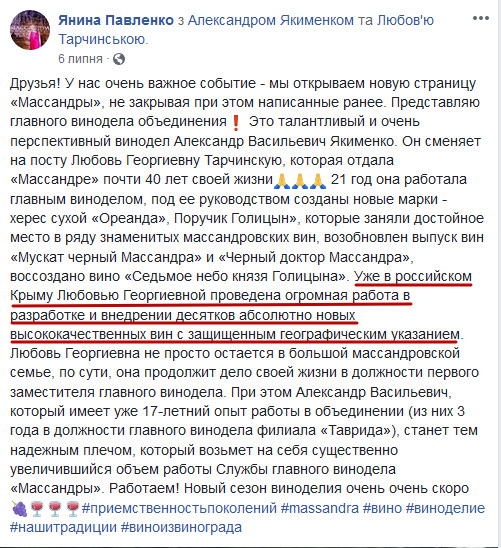 Янина Павленко з Александром Якименком та Любов'ю
Тарчинською.
6 липня ·
Друзья! У нас очень важное событие - мы открываем новую страницу
«Массандры», не закрывая при этом написанные ранее. Представляю
главного винодела объединения❗ Это талантливый и очень
перспективный винодел Александр Васильевич Якименко. Он сменяет
на посту Любовь Георгиевну Тарчинскую, которая отдала
«Массандре» почти 40 лет своей жизни🙏🙏🙏 21 год она работала
главным виноделом, под ее руководством созданы новые марки -
херес сухой «Ореанда», Поручик Голицын», которые заняли достойное
место в ряду знаменитых массандровских вин, возобновлен выпуск вин
«Мускат черный Массандра» и «Черный доктор Массандра»,
воссоздано вино «Седьмое небо князя Голицына». Уже в российском
Крыму Любовью Георгиевной проведена огромная работа в
разработке и внедрении десятков абсолютно новых
высококачественных вин с защищенным географическим указанием.
Любовь Георгиевна не просто остается в большой массандровской
семье, по сути, она продолжит дело своей жизни в должности первого
заместителя главного винодела. При этом Александр Васильевич,
который имеет уже 17-летний опыт работы в объединении (из них 3
года в должности главного винодела филиала «Таврида»), станет тем
надежным плечом, который возьмет на себя существенно
увеличившийся объем работы Службы главного винодела
«Массандры». Работаем! Новый сезон виноделия очень очень скоро
🍇🍷🍷🍷#приемственностьпоколений #massandra #вино #виноделие
#нашитрадиции #виноизвинограда